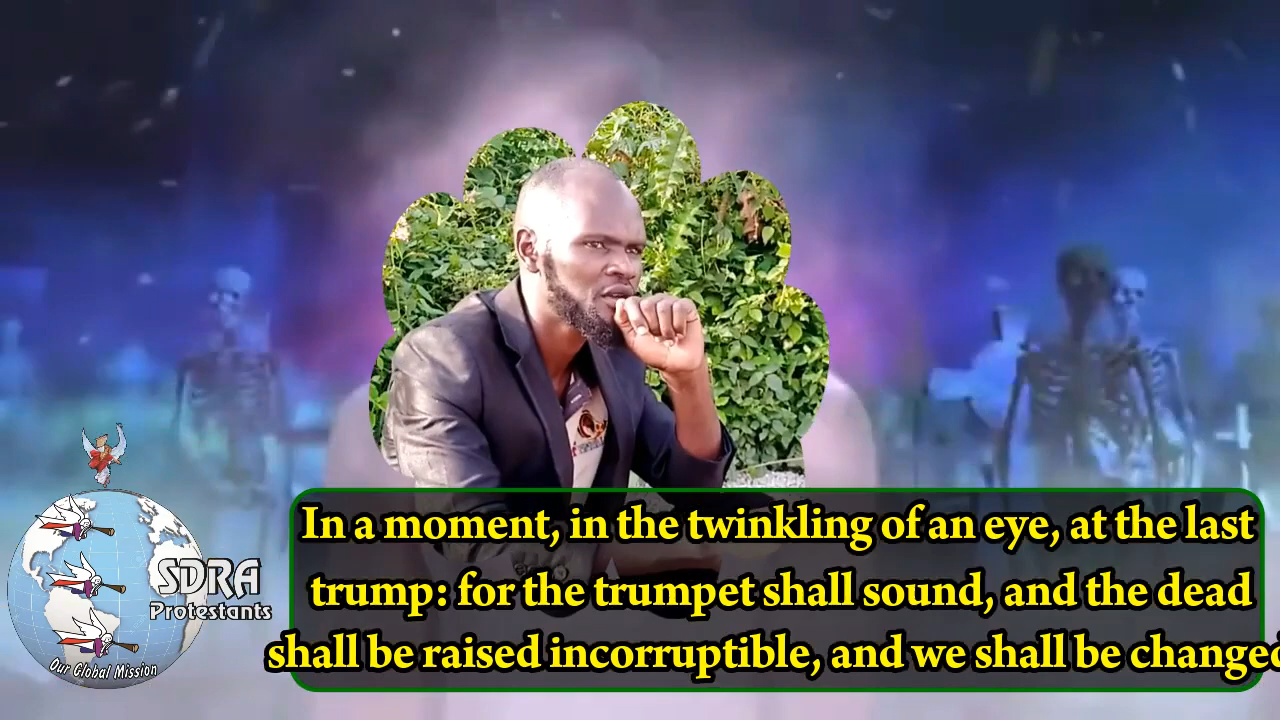 In a moment, in the twinkling of an eye, at the last
trump: for the trumpet shall sound, and the dead
shall be raised incorruptible, and we shall be changed
SDRA
Protestants
Our Global Mission